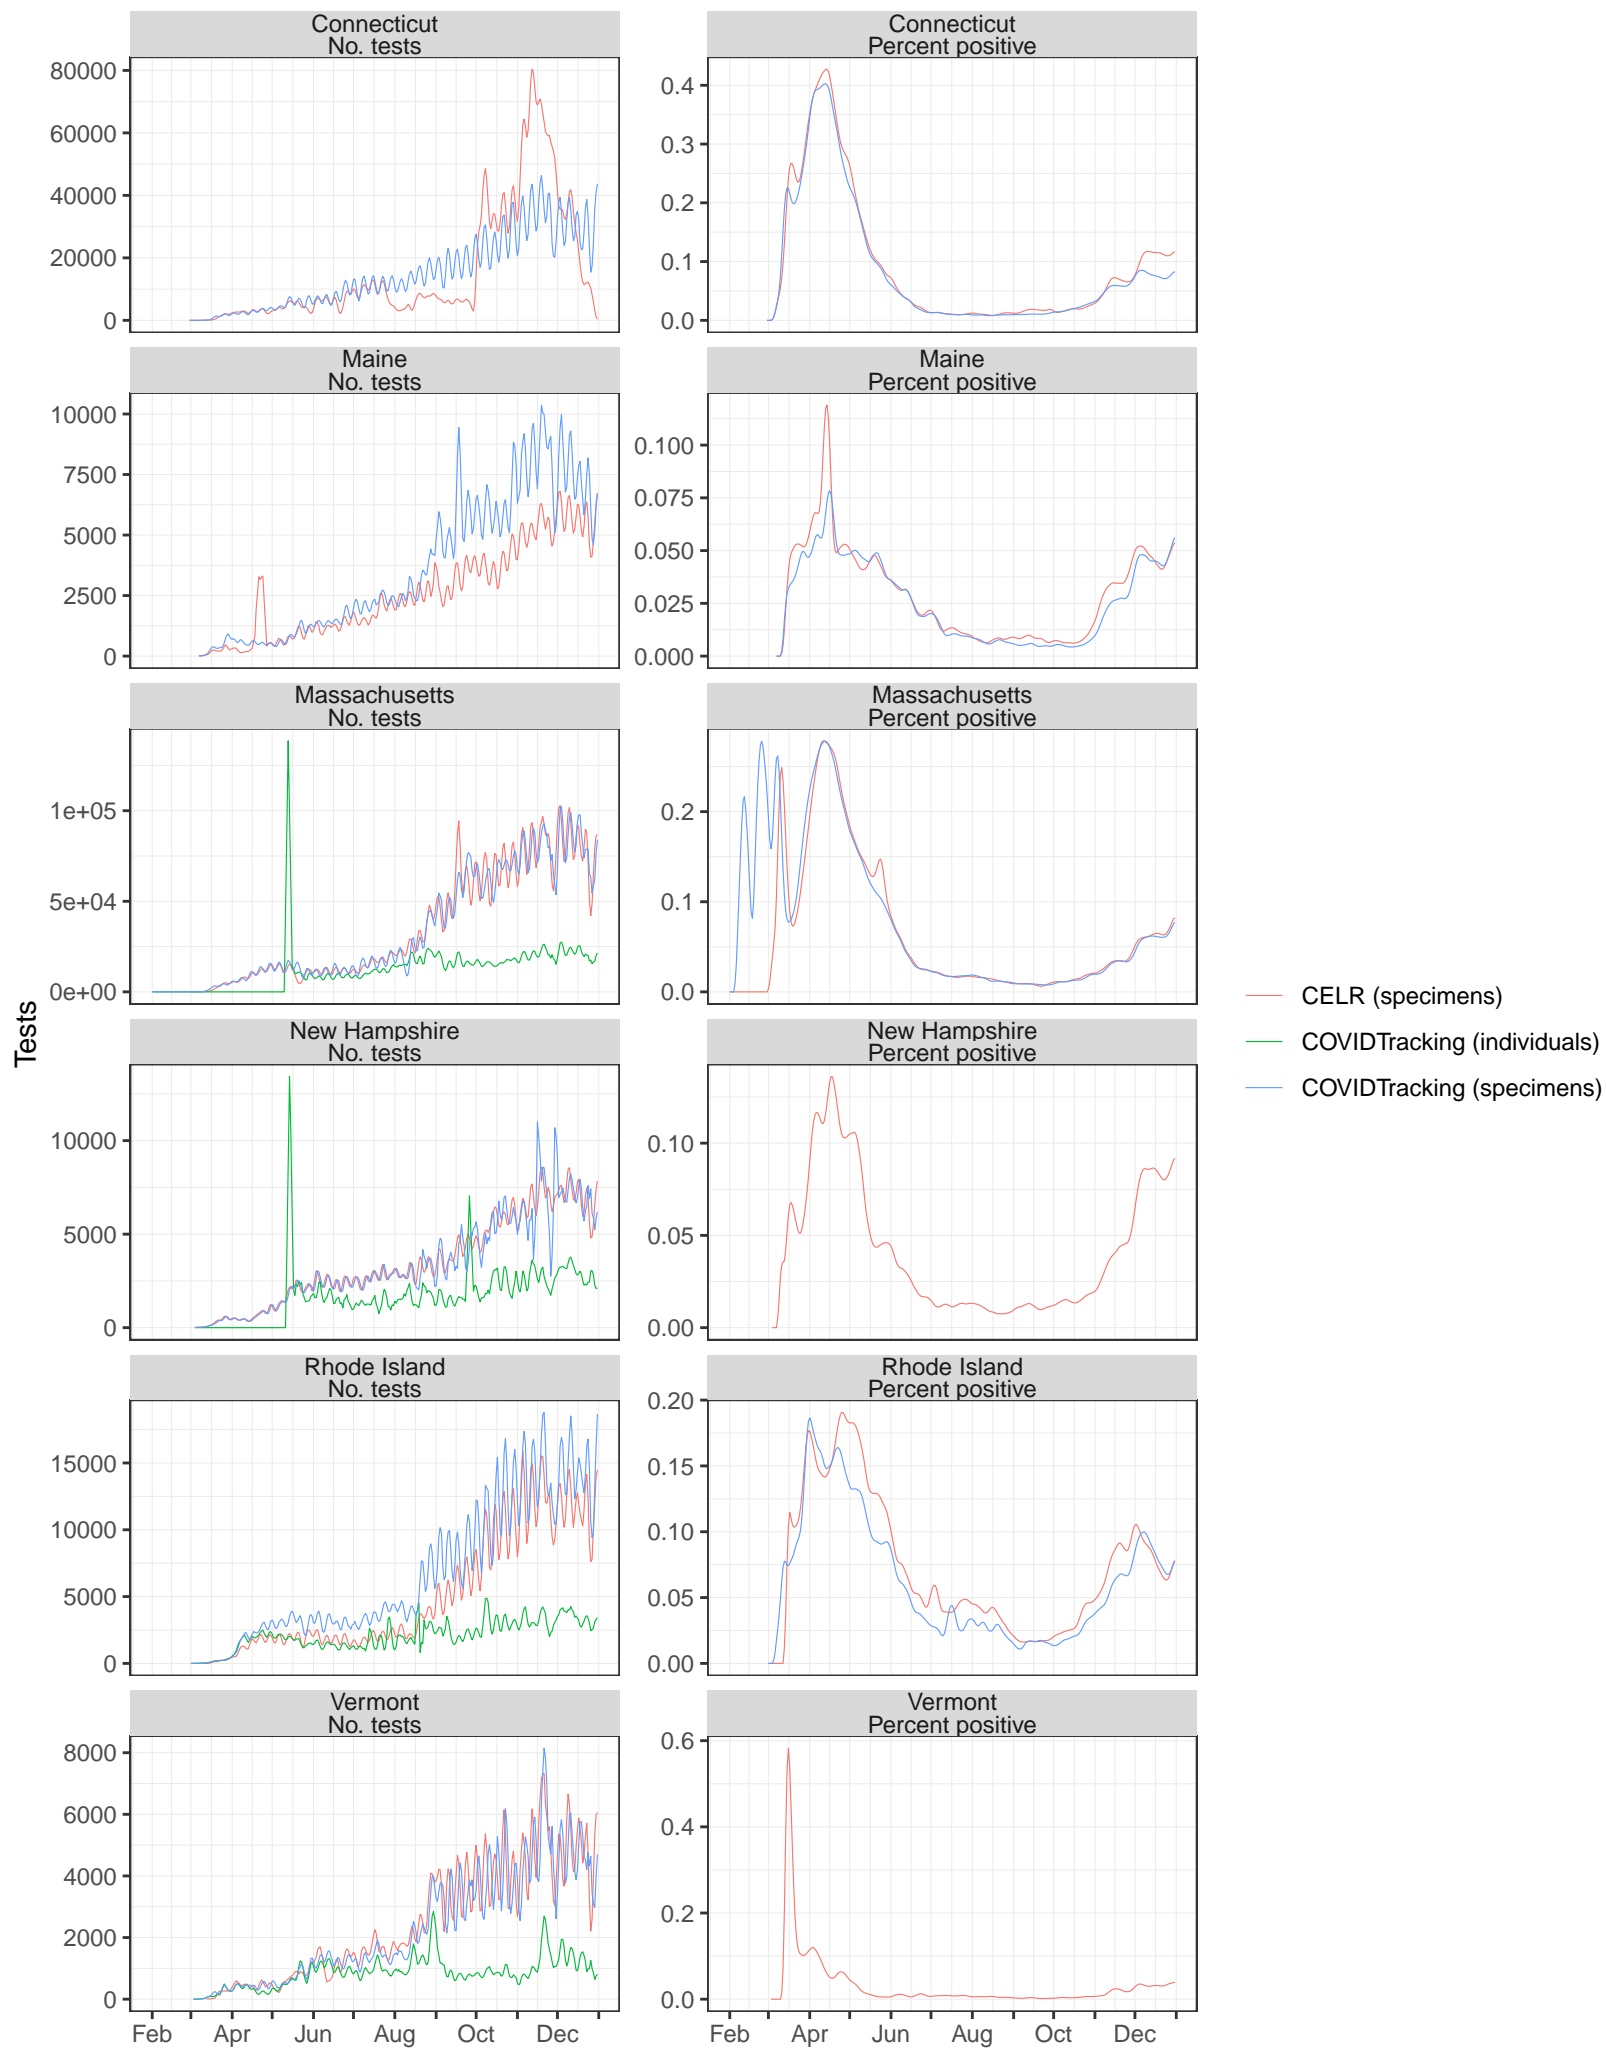 Connecticut
No. tests
Connecticut
Percent positive
80000
60000
40000
20000
0
0.4
0.3
0.2
0.1
0.0
Maine
No. tests
Maine
Percent positive
10000
7500
5000
2500
0
0.100
0.075
0.050
0.025
0.000
Massachusetts
No. tests
Massachusetts
Percent positive
1e+05
5e+04
0e+00
0.2
0.1
0.0
New Hampshire
No. tests
New Hampshire
Percent positive
10000
5000
0
0.10
0.05
0.00
Rhode Island
No. tests
Rhode Island
Percent positive
15000
10000
5000
0
0.20
0.15
0.10
0.05
0.00
Vermont
No. tests
Vermont
Percent positive
8000
6000
4000
2000
0
0.6
0.4
0.2
0.0
Feb Apr Jun Aug Oct Dec
Feb Apr Jun Aug Oct Dec
Tests
CELR (specimens)
COVIDTracking (individuals)
COVIDTracking (specimens)